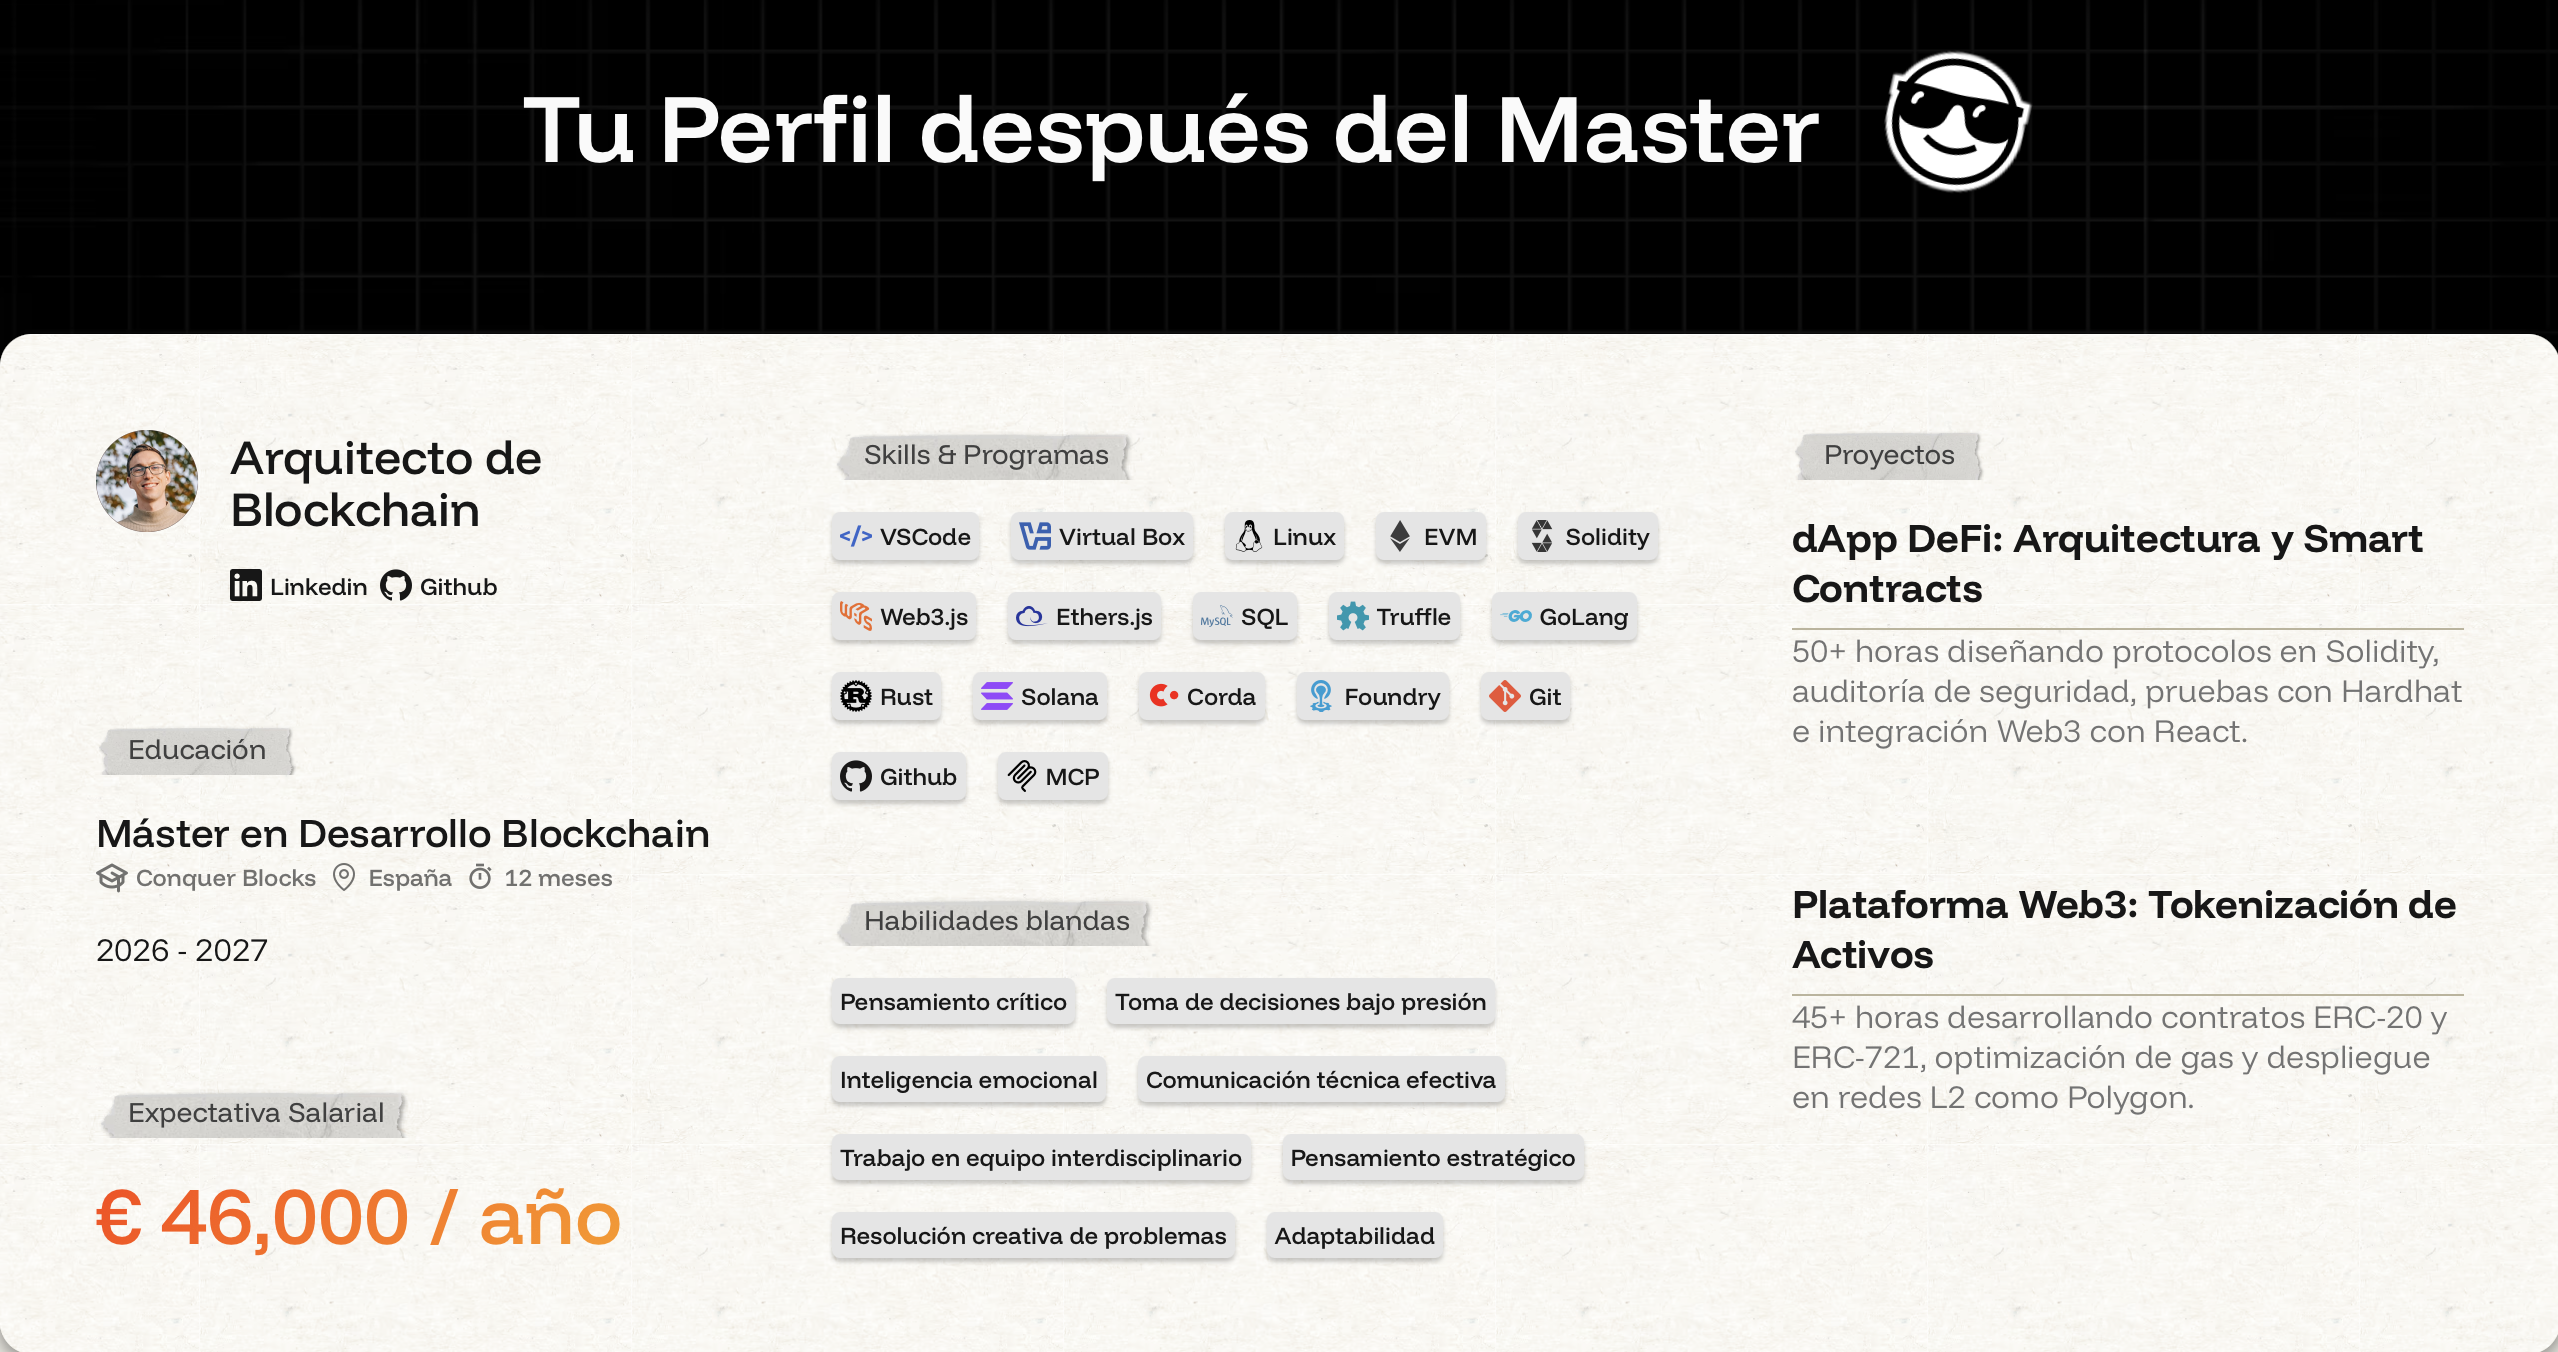 Tu Perfil después del Master
Arquitecto de
Blockchain
Linkedin Github
Educación
Máster en Desarrollo Blockchain
Conquer Blocks España 12 meses
2026 - 2027
Expectativa Salarial
€ 46,000 / año
Skills & Programas
VSCode Virtual Box Linux EVM Solidity
Web3.js Ethers.js MySQL SQL Truffle GO GoLang
Rust Solana Corda Foundry Git
Github MCP
Habilidades blandas
Pensamiento crítico Toma de decisiones bajo presión
Inteligencia emocional Comunicación técnica efectiva
Trabajo en equipo interdisciplinario Pensamiento estratégico
Resolución creativa de problemas Adaptabilidad
Proyectos
dApp DeFi: Arquitectura y Smart
Contracts
50+ horas diseñando protocolos en Solidity,
auditoría de seguridad, pruebas con Hardhat
e integración Web3 con React.
Plataforma Web3: Tokenización de
Activos
45+ horas desarrollando contratos ERC-20 y
ERC-721, optimización de gas y despliegue
en redes L2 como Polygon.